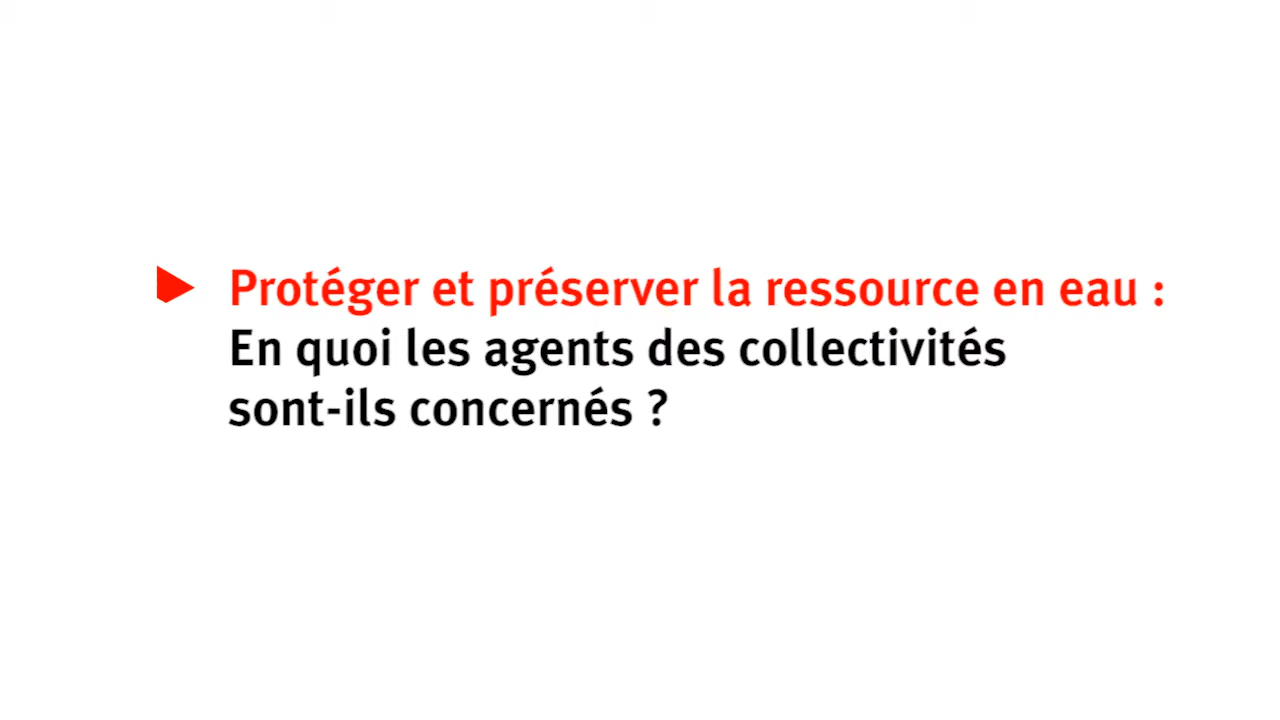 Protéger et préserver la ressource en eau :
En quoi les agents des collectivités
sont-ils concernés ?